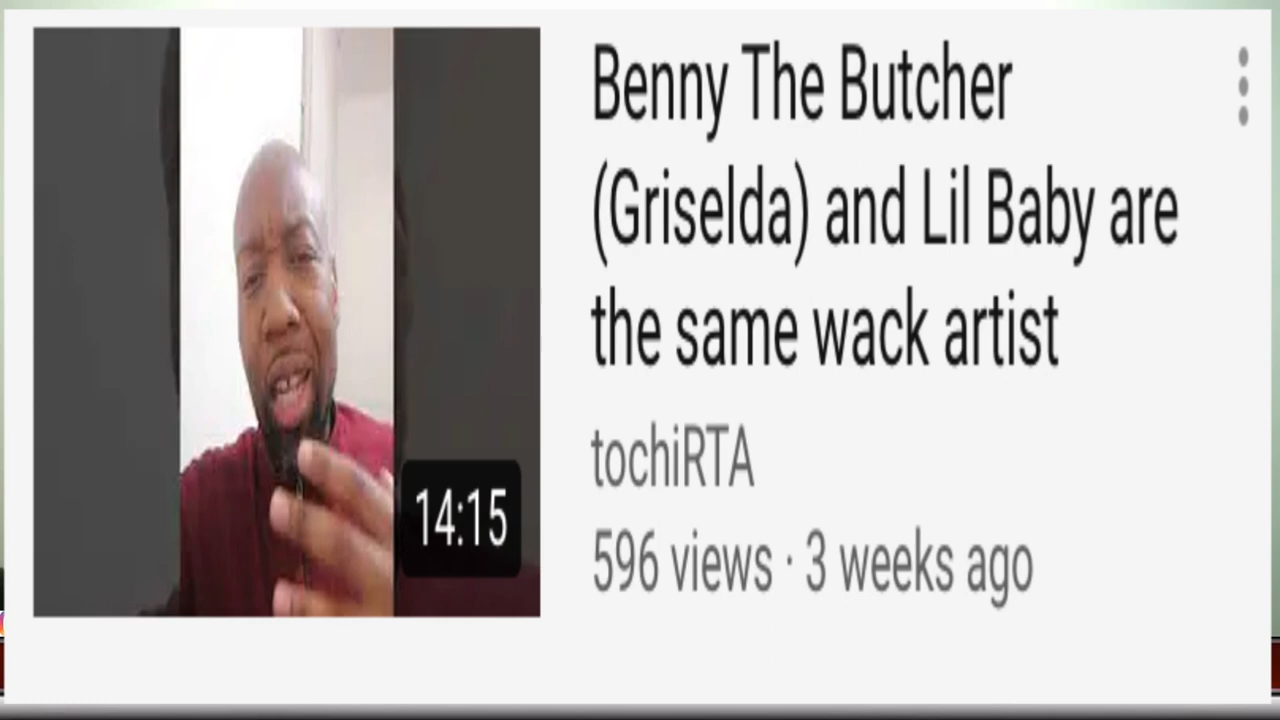 Benny The Butcher
(Griselda) and Lil Baby are
the same wack artist
tochiRTA
14:15
596 views · 3 weeks ago